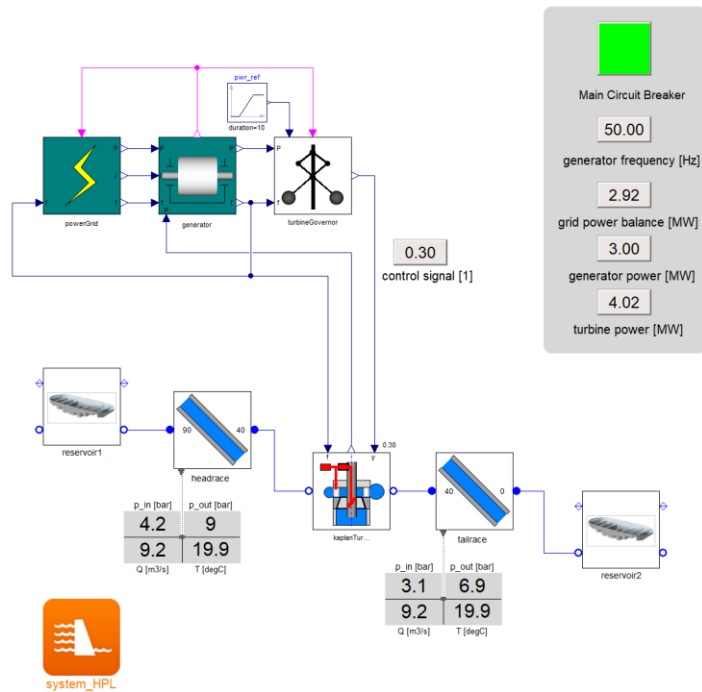 pwr_ref
duration=10
P
P
P
J
f
f
f
P
f
f
powerGrid
generator
turbineGovernor
Main Circuit Breaker
50.00
generator frequency [Hz]
2.92
grid power balance [MW]
3.00
generator power [MW]
4.02
turbine power [MW]
0.30
control signal [1]
reservoir1
90 40
headrace
p_in [bar] p_out [bar]
4.2 9
9.2 19.9
Q [m3/s] T [degC]
0.30
f y
kaplanTur...
40 0
tailrace
p_in [bar] p_out [bar]
3.1 6.9
9.2 19.9
Q [m3/s] T [degC]
reservoir2
system_HPL